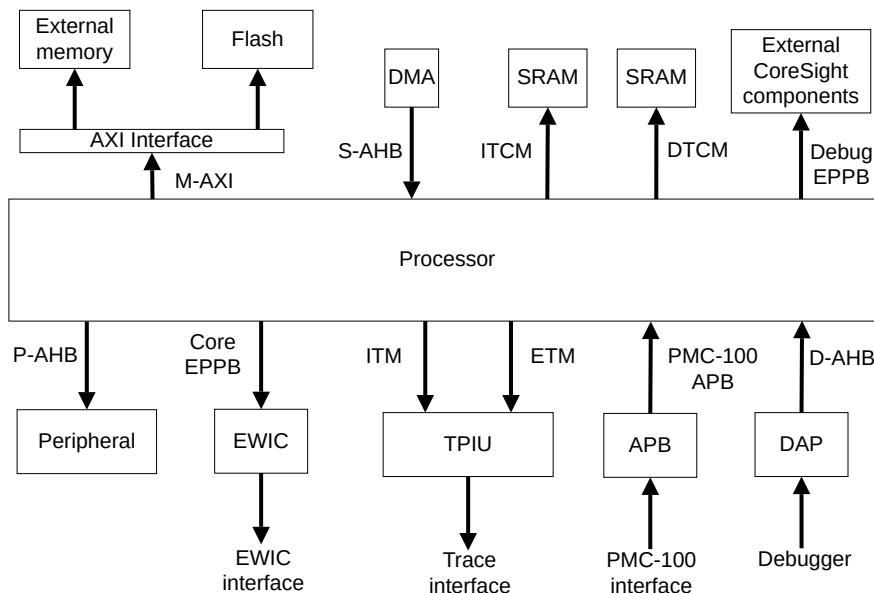 External
memory
Flash
DMA
SRAM
SRAM
External
CoreSight
components
AXI Interface
M-AXI
S-AHB
ITCM
DTCM
Debug
EPPB
Processor
P-AHB
Core
EPPB
ITM
ETM
PMC-100
APB
D-AHB
Peripheral
EWIC
TPIU
APB
DAP
EWIC
interface
Trace
interface
PMC-100
interface
Debugger